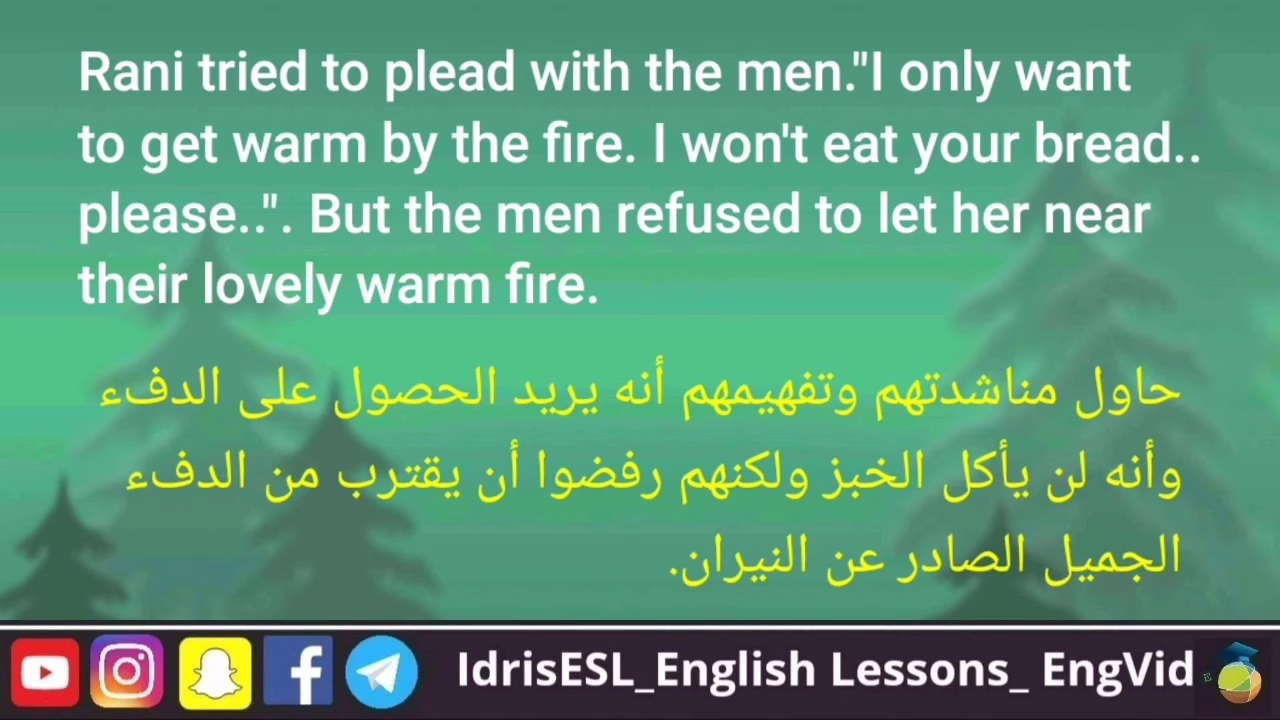 Rani tried to plead with the men."I only want
to get warm by the fire. I won't eat your bread..
please..". But the men refused to let her near
their lovely warm fire.
حاول مناشدتهم وتفهيمهم أنه يريد الحصول على الدفء
وأنه لن يأكل الخبز ولكنهم رفضوا أن يقترب من الدفء
الجميل الصادر عن النيران.
IdrisESL_English Lessons_ EngVid